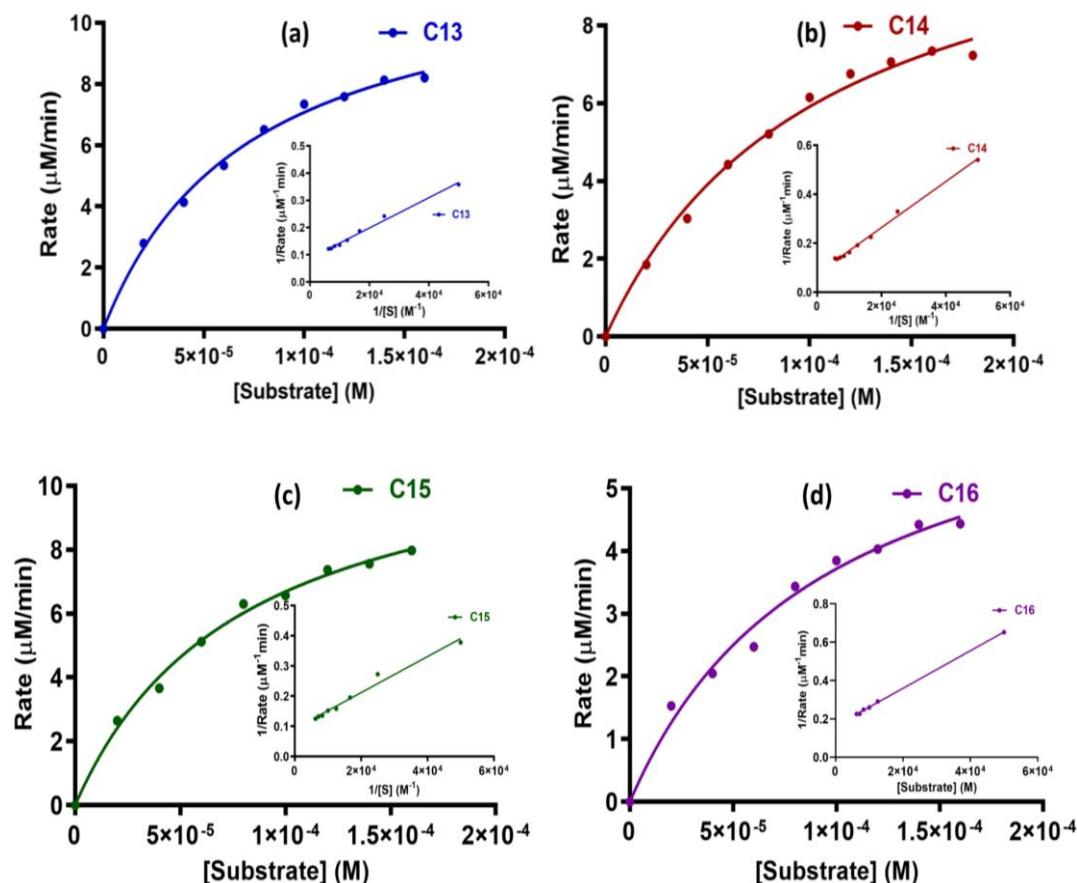 (a) C13
Rate (μM/min)
10
8
6
4
2
0
0 5×10⁻⁵ 1×10⁻⁴ 1.5×10⁻⁴ 2×10⁻⁴
[Substrate] (M)
1/Rate (μM⁻¹min)
0.5
0.4
0.3
0.2
0.1
0.0
C13
2×10⁴ 4×10⁴ 6×10⁴
1/[S] (M⁻¹)
(b) C14
Rate (μM/min)
8
6
4
2
0
0 5×10⁻⁵ 1×10⁻⁴ 1.5×10⁻⁴ 2×10⁻⁴
[Substrate] (M)
1/Rate (μM⁻¹min)
C14
0.6
0.4
0.2
0.0
2×10⁴ 4×10⁴ 6×10⁴
1/[S] (M⁻¹)
(c) C15
Rate (μM/min)
10
8
6
4
2
0
0 5×10⁻⁵ 1×10⁻⁴ 1.5×10⁻⁴ 2×10⁻⁴
[Substrate] (M)
1/Rate (μM⁻¹min)
C15
0.5
0.4
0.3
0.2
0.1
0.0
0 2×10⁴ 4×10⁴ 6×10⁴
1/[S] (M⁻¹)
(d) C16
Rate (μM/min)
5
4
3
2
1
0
0 5×10⁻⁵ 1×10⁻⁴ 1.5×10⁻⁴ 2×10⁻⁴
[Substrate] (M)
1/Rate (μM⁻¹min)
C16
0.8
0.6
0.4
0.2
0.0
2×10⁴ 4×10⁴ 6×10⁴
[Substrate] (M)